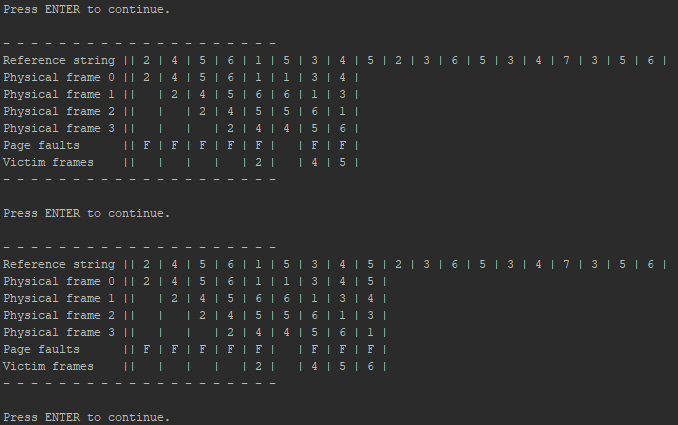 Press ENTER to continue.
- - - - - - - - - - - - - - - - - - - -
Reference string || 2 | 4 | 5 | 6 | 1 | 5 | 3 | 4 | 5 | 2 | 3 | 6 | 5 | 3 | 4 | 7 | 3 | 5 | 6 |
Physical frame 0 || 2 | 4 | 5 | 6 | 1 | 1 | 3 | 4 |
Physical frame 1 ||   | 2 | 4 | 5 | 6 | 6 | 1 | 3 |
Physical frame 2 ||   |   | 2 | 4 | 5 | 5 | 6 | 1 |
Physical frame 3 ||   |   |   | 2 | 4 | 4 | 5 | 6 |
Page faults      || F | F | F | F | F |   | F | F |
Victim frames    ||   |   |   |   | 2 |   | 4 | 5 |
- - - - - - - - - - - - - - - - - - - -
Press ENTER to continue.
- - - - - - - - - - - - - - - - - - - -
Reference string || 2 | 4 | 5 | 6 | 1 | 5 | 3 | 4 | 5 | 2 | 3 | 6 | 5 | 3 | 4 | 7 | 3 | 5 | 6 |
Physical frame 0 || 2 | 4 | 5 | 6 | 1 | 1 | 3 | 4 | 5 |
Physical frame 1 ||   | 2 | 4 | 5 | 6 | 6 | 1 | 3 | 4 |
Physical frame 2 ||   |   | 2 | 4 | 5 | 5 | 6 | 1 | 3 |
Physical frame 3 ||   |   |   | 2 | 4 | 4 | 5 | 6 | 1 |
Page faults      || F | F | F | F | F |   | F | F | F |
Victim frames    ||   |   |   |   | 2 |   | 4 | 5 | 6 |
- - - - - - - - - - - - - - - - - - - -
Press ENTER to continue.